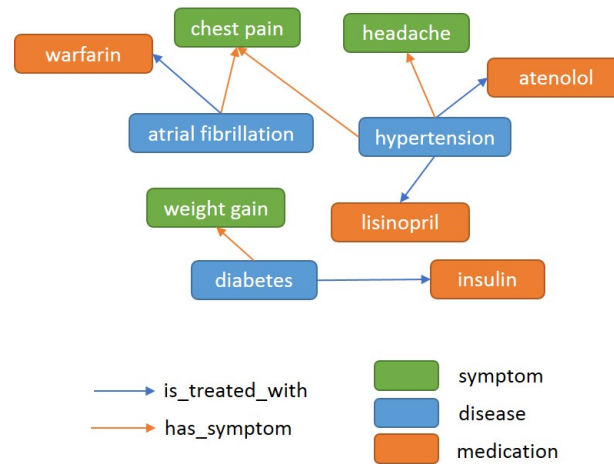 chest pain
headache
warfarin
atenolol
atrial fibrillation
hypertension
weight gain
lisinopril
diabetes
insulin
is_treated_with
symptom
has_symptom
disease
medication